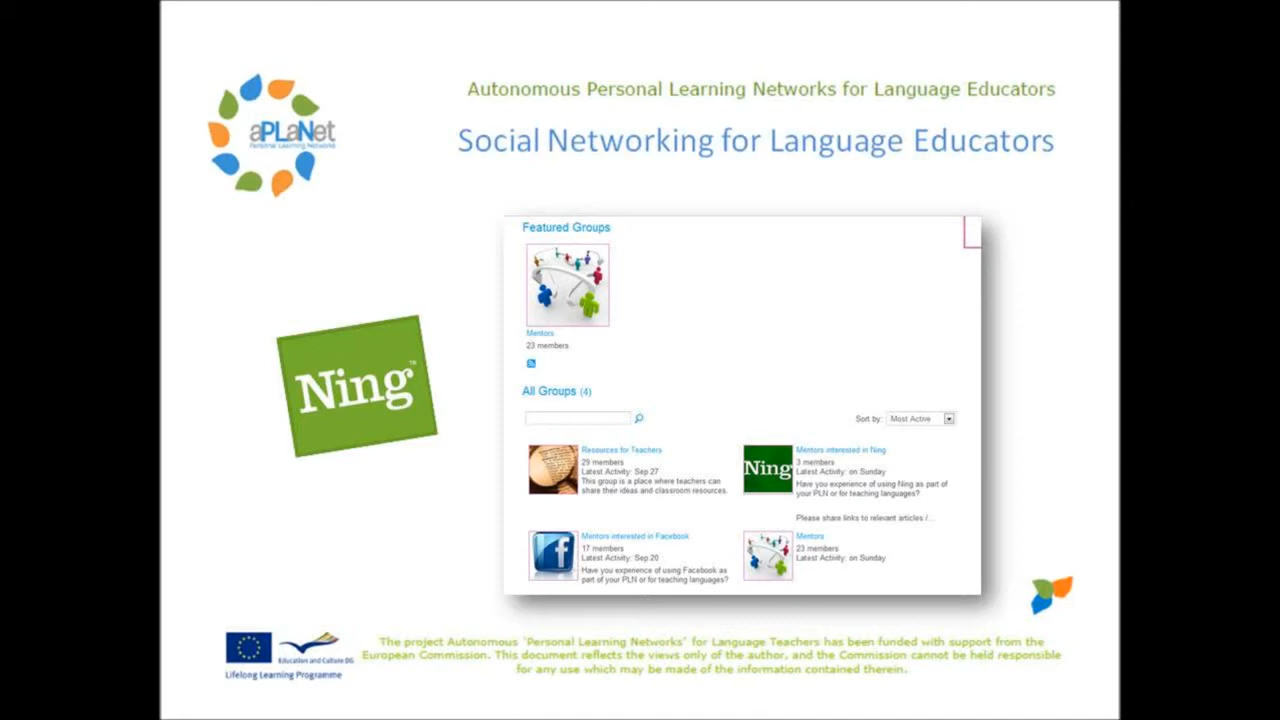 Autonomous Personal Learning Networks for Language Educators
aPLaNet
Personal Learning Networks
Social Networking for Language Educators
Featured Groups
Mentors
23 members
All Groups (4)
Sort by: Most Active
Resources for Teachers
29 members
Latest Activity: Sep 27
This group is a place where teachers can
share their ideas and classroom resources.
Ning
Mentors interested in Ning
3 members
Latest Activity: on Sunday
Have you experience of using Ning as part of
your PLN or for teaching languages?
Please share links to relevant articles /...
Mentors interested in Facebook
17 members
Latest Activity: Sep 20
Have you experience of using Facebook as
part of your PLN or for teaching languages?
Mentors
23 members
Latest Activity: on Sunday
Ning™
Education and Culture DG
Lifelong Learning Programme
The project Autonomous 'Personal Learning Networks' for Language Teachers has been funded with support from the
European Commission. This document reflects the views only of the author, and the Commission cannot be held responsible
for any use which may be made of the information contained therein.